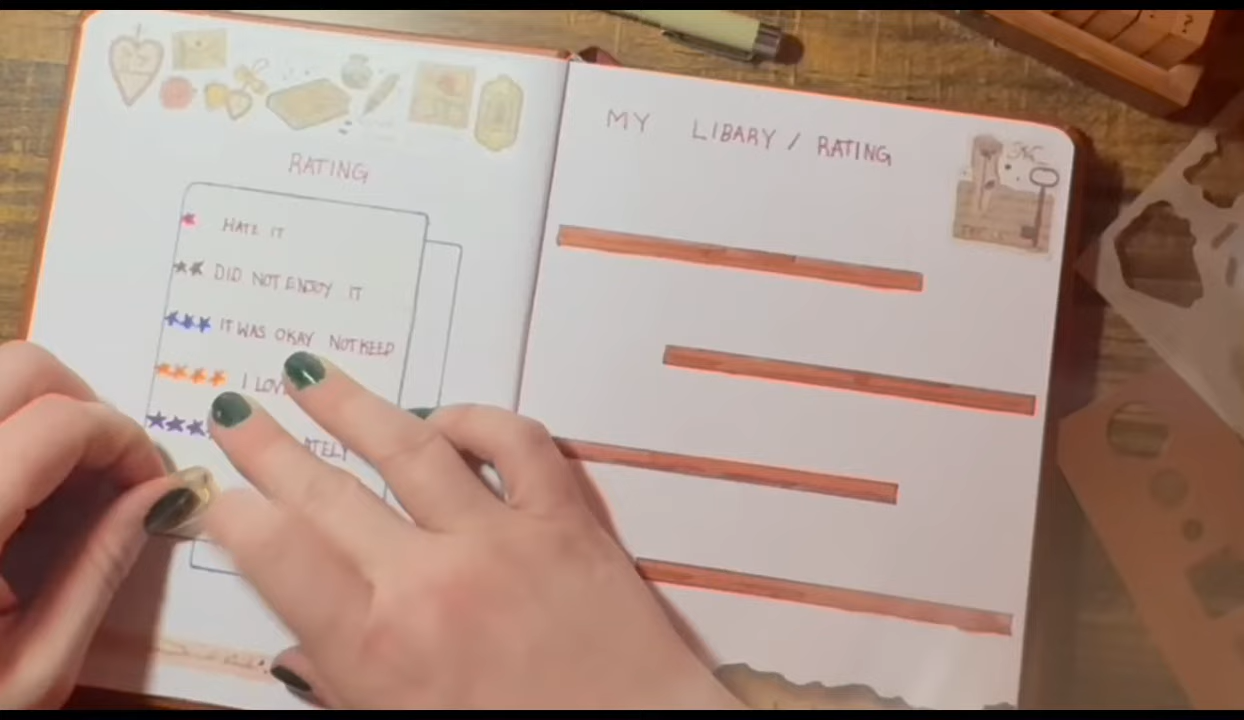 RATING
HATE IT
DID NOT ENJOY IT
IT WAS OKAY NOT KEEP
I
MY LIBARY / RATING